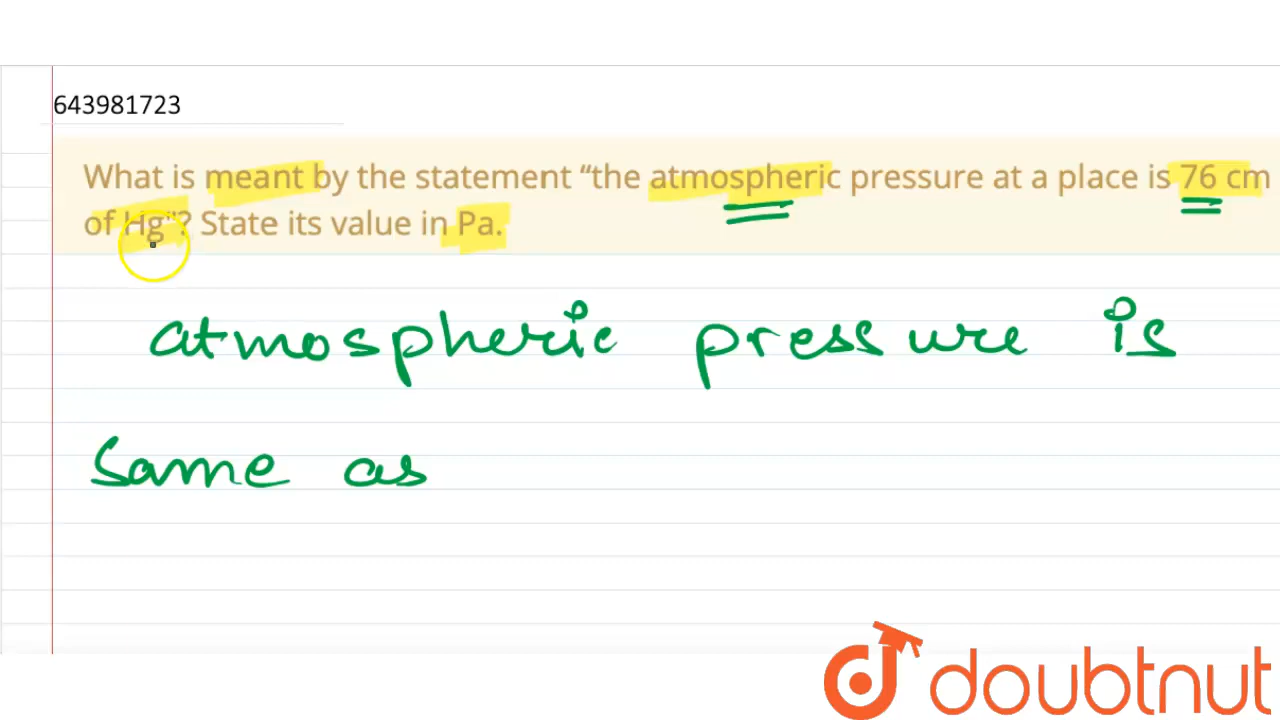 643981723
What is meant by the statement “the atmospheric pressure at a place is 76 cm
of Hg"? State its value in Pa.
atmospheric pressure is
Same as
doubtnut